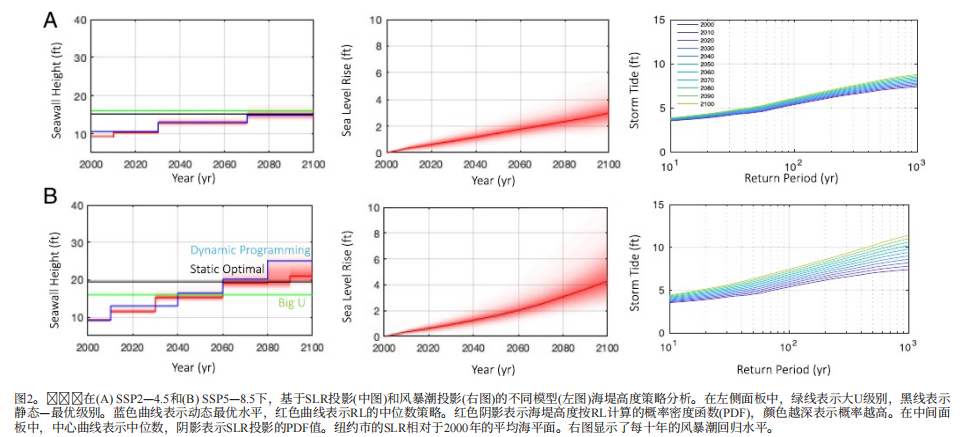 A
Seawall Height (ft)
40
30
20
10
2000 2020 2040 2060 2080 2100
Year (yr)
Sea Level Rise (ft)
10
8
6
4
2
0
2000 2020 2040 2060 2080 2100
Year (yr)
Storm Tide (ft)
15
10
5
0
2000
2010
2020
2030
2040
2050
2060
2070
2080
2090
2100
10¹ 10² 10³
Return Period (yr)
B
Seawall Height (ft)
40
30
20
10
Dynamic Programming
Static Optimal
Big U
2000 2020 2040 2060 2080 2100
Year (yr)
Sea Level Rise (ft)
10
8
6
4
2
0
2000 2020 2040 2060 2080 2100
Year (yr)
Storm Tide (ft)
15
10
5
0
10¹ 10² 10³
Return Period (yr)
图2。在(A) SSP2—4.5和(B) SSP5—8.5下，基于SLR投影(中图)和风暴潮投影(右图)的不同模型(左图)海堤高度策略分析。在左侧面板中，绿线表示大U级别，黑线表示
静态—最优级别。蓝色曲线表示动态最优水平，红色曲线表示RL的中位数策略。红色阴影表示海堤高度按RL计算的概率密度函数(PDF)，颜色越深表示概率越高。在中间面
板中，中心曲线表示中位数，阴影表示SLR投影的PDF值。纽约市的SLR相对于2000年的平均海平面。右图显示了每十年的风暴潮回归水平。